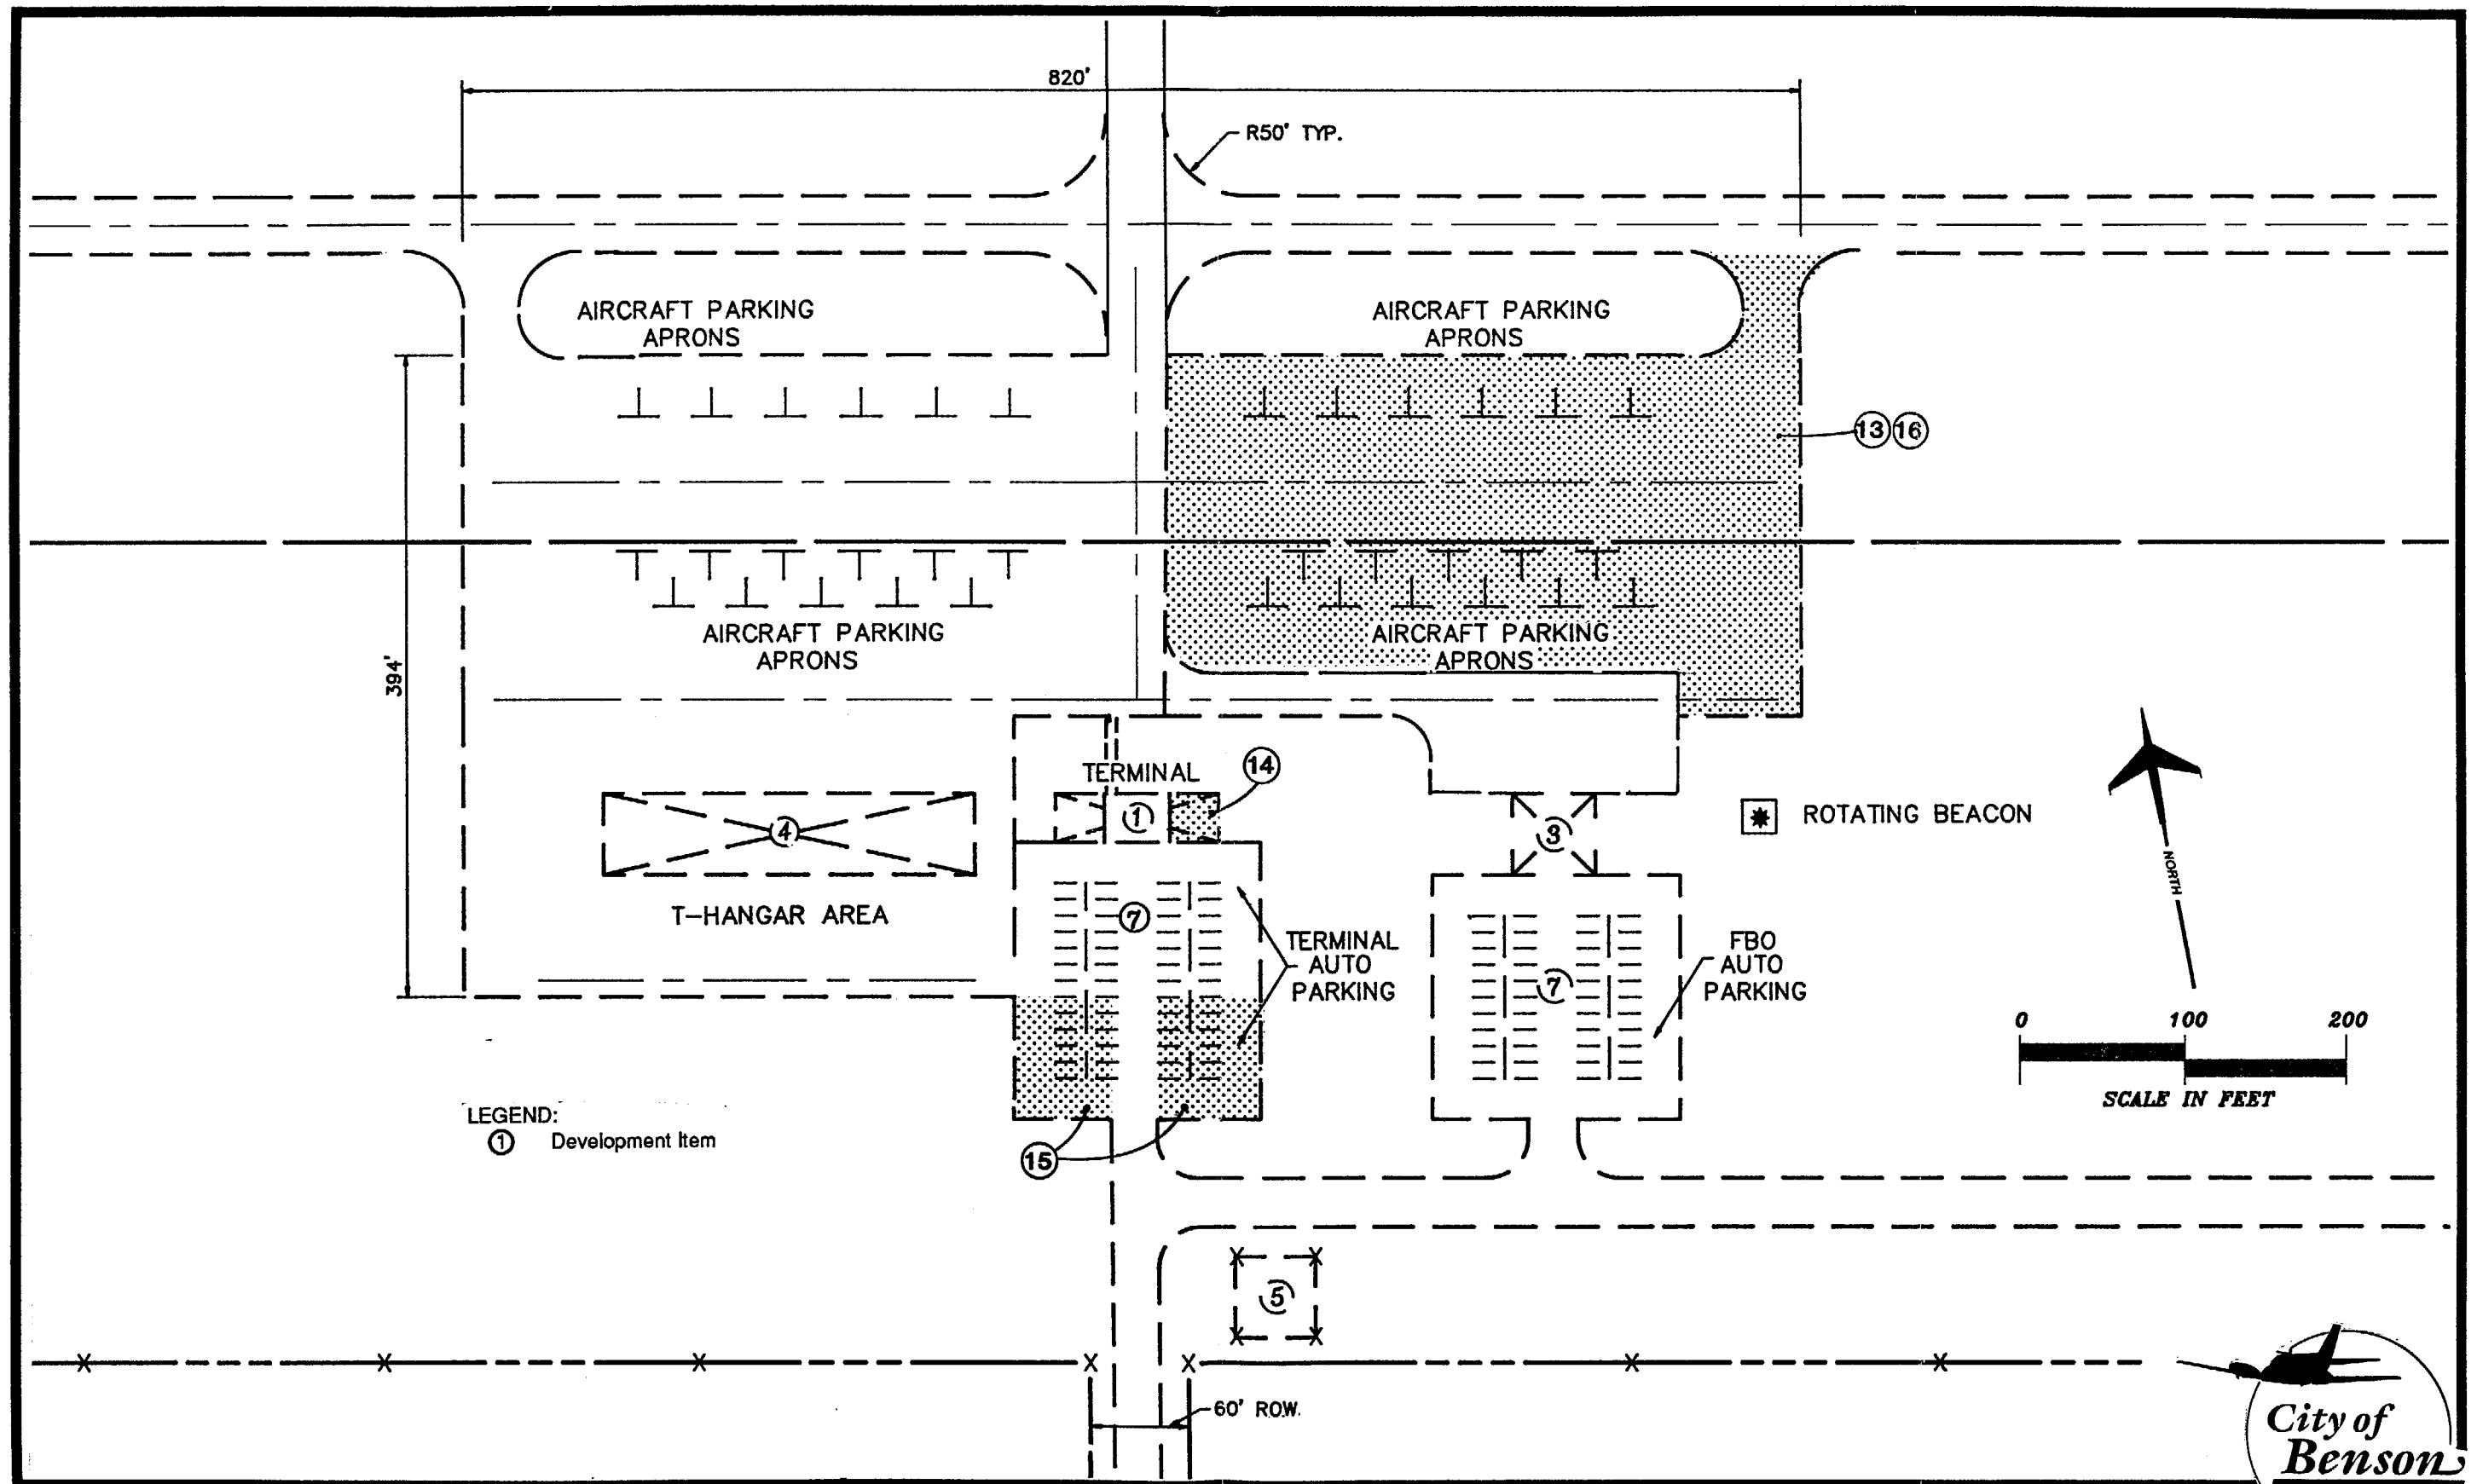 820'
R50' TYP.
AIRCRAFT PARKING
APRONS
AIRCRAFT PARKING
APRONS
13 16
AIRCRAFT PARKING
APRONS
AIRCRAFT PARKING
APRONS
394'
TERMINAL
14
1
4
3
ROTATING BEACON
NORTH
T-HANGAR AREA
7
TERMINAL
AUTO
PARKING
7
FBO
AUTO
PARKING
0 100 200
SCALE IN FEET
LEGEND:
1 Development Item
15
5
60' ROW.
City of
Benson